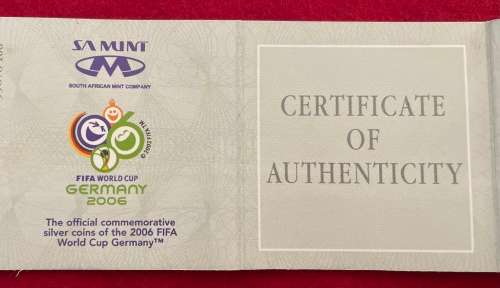 SA MINT
SOUTH AFRICAN MINT COMPANY
FIFA WORLD CUP
GERMANY
2006
The official commemorative
silver coins of the 2006 FIFA
World Cup Germany™
CERTIFICATE
OF
AUTHENTICITY